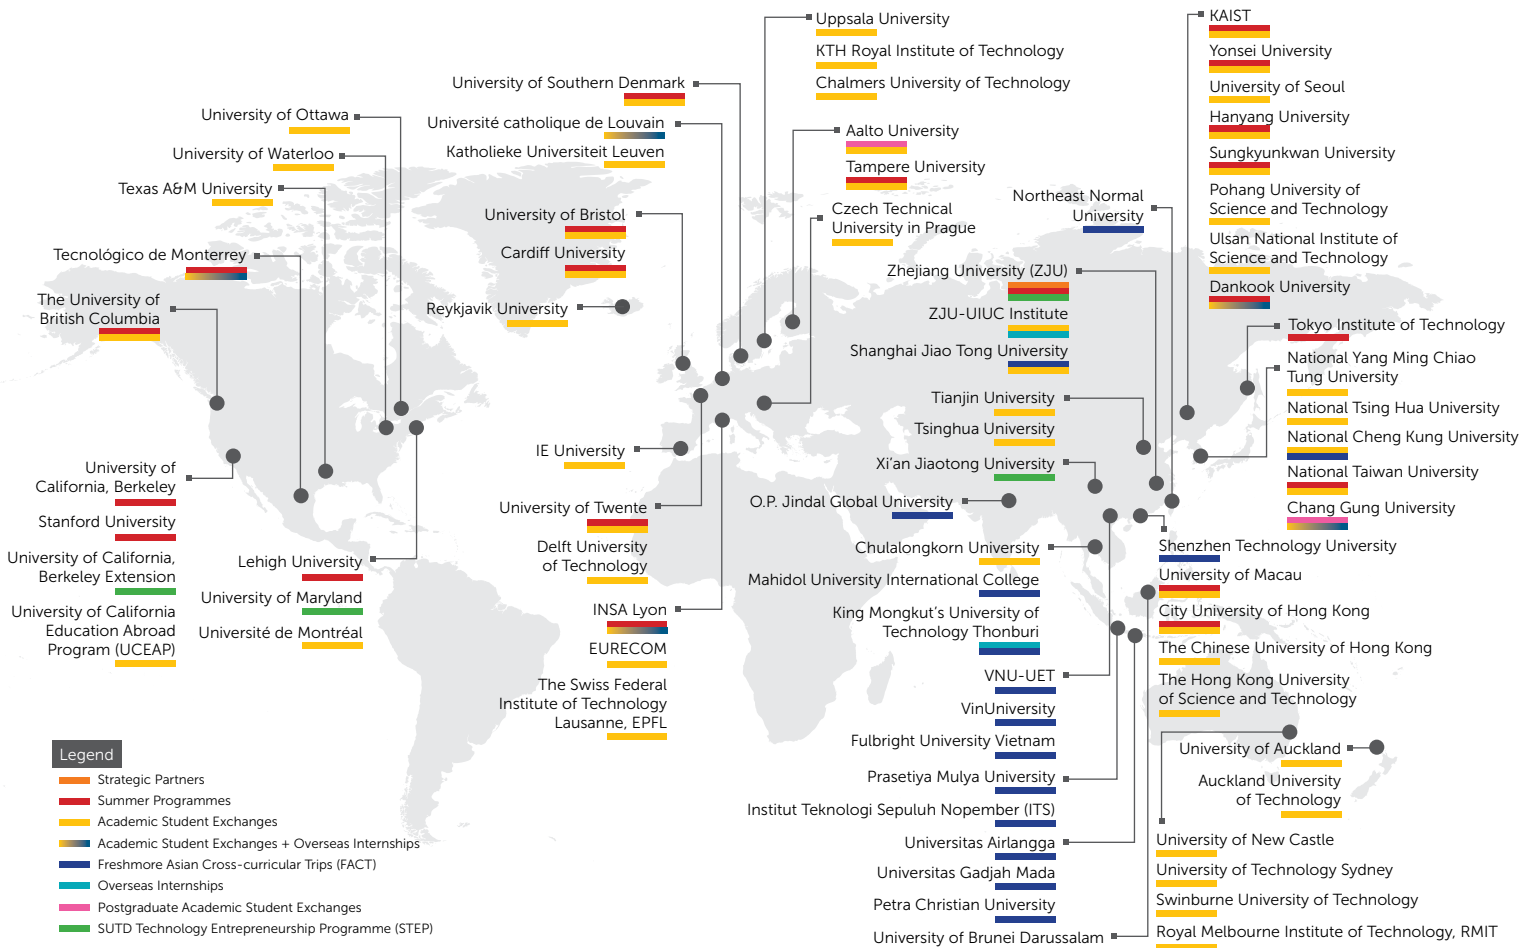 University of Ottawa
University of Waterloo
Texas A&M University
Tecnológico de Monterrey
The University of
British Columbia
University of
California, Berkeley
Stanford University
University of California,
Berkeley Extension
University of California
Education Abroad
Program (UCEAP)
Lehigh University
University of Maryland
Université de Montréal
University of Southern Denmark
Université catholique de Louvain
Katholieke Universiteit Leuven
University of Bristol
Cardiff University
Reykjavik University
IE University
University of Twente
Delft University
of Technology
INSA Lyon
EURECOM
The Swiss Federal
Institute of Technology
Lausanne, EPFL
Uppsala University
KTH Royal Institute of Technology
Chalmers University of Technology
Aalto University
Tampere University
Czech Technical
University in Prague
Northeast Normal
University
Zhejiang University (ZJU)
ZJU-UIUC Institute
Shanghai Jiao Tong University
Tianjin University
Tsinghua University
Xi'an Jiaotong University
O.P. Jindal Global University
Chulalongkorn University
Mahidol University International College
King Mongkut's University of
Technology Thonburi
VNU-UET
VinUniversity
Fulbright University Vietnam
Prasetiya Mulya University
Institut Teknologi Sepuluh Nopember (ITS)
Universitas Airlangga
Universitas Gadjah Mada
Petra Christian University
University of Brunei Darussalam
KAIST
Yonsei University
University of Seoul
Hanyang University
Sungkyunkwan University
Pohang University of
Science and Technology
Ulsan National Institute of
Science and Technology
Dankook University
Tokyo Institute of Technology
National Yang Ming Chiao
Tung University
National Tsing Hua University
National Cheng Kung University
National Taiwan University
Chang Gung University
Shenzhen Technology University
University of Macau
City University of Hong Kong
The Chinese University of Hong Kong
The Hong Kong University
of Science and Technology
University of Auckland
Auckland University
of Technology
University of New Castle
University of Technology Sydney
Swinburne University of Technology
Royal Melbourne Institute of Technology, RMIT
Legend
Strategic Partners
Summer Programmes
Academic Student Exchanges
Academic Student Exchanges + Overseas Internships
Freshmore Asian Cross-curricular Trips (FACT)
Overseas Internships
Postgraduate Academic Student Exchanges
SUTD Technology Entrepreneurship Programme (STEP)